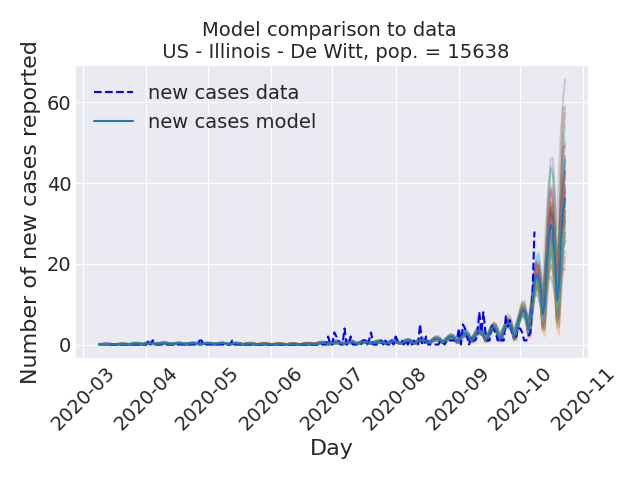 Model comparison to data
US - Illinois - De Witt, pop. = 15638
Number of new cases reported
60
40
20
0
new cases data
new cases model
2020-03
2020-04
2020-05
2020-06
2020-07
2020-08
2020-09
2020-10
2020-11
Day